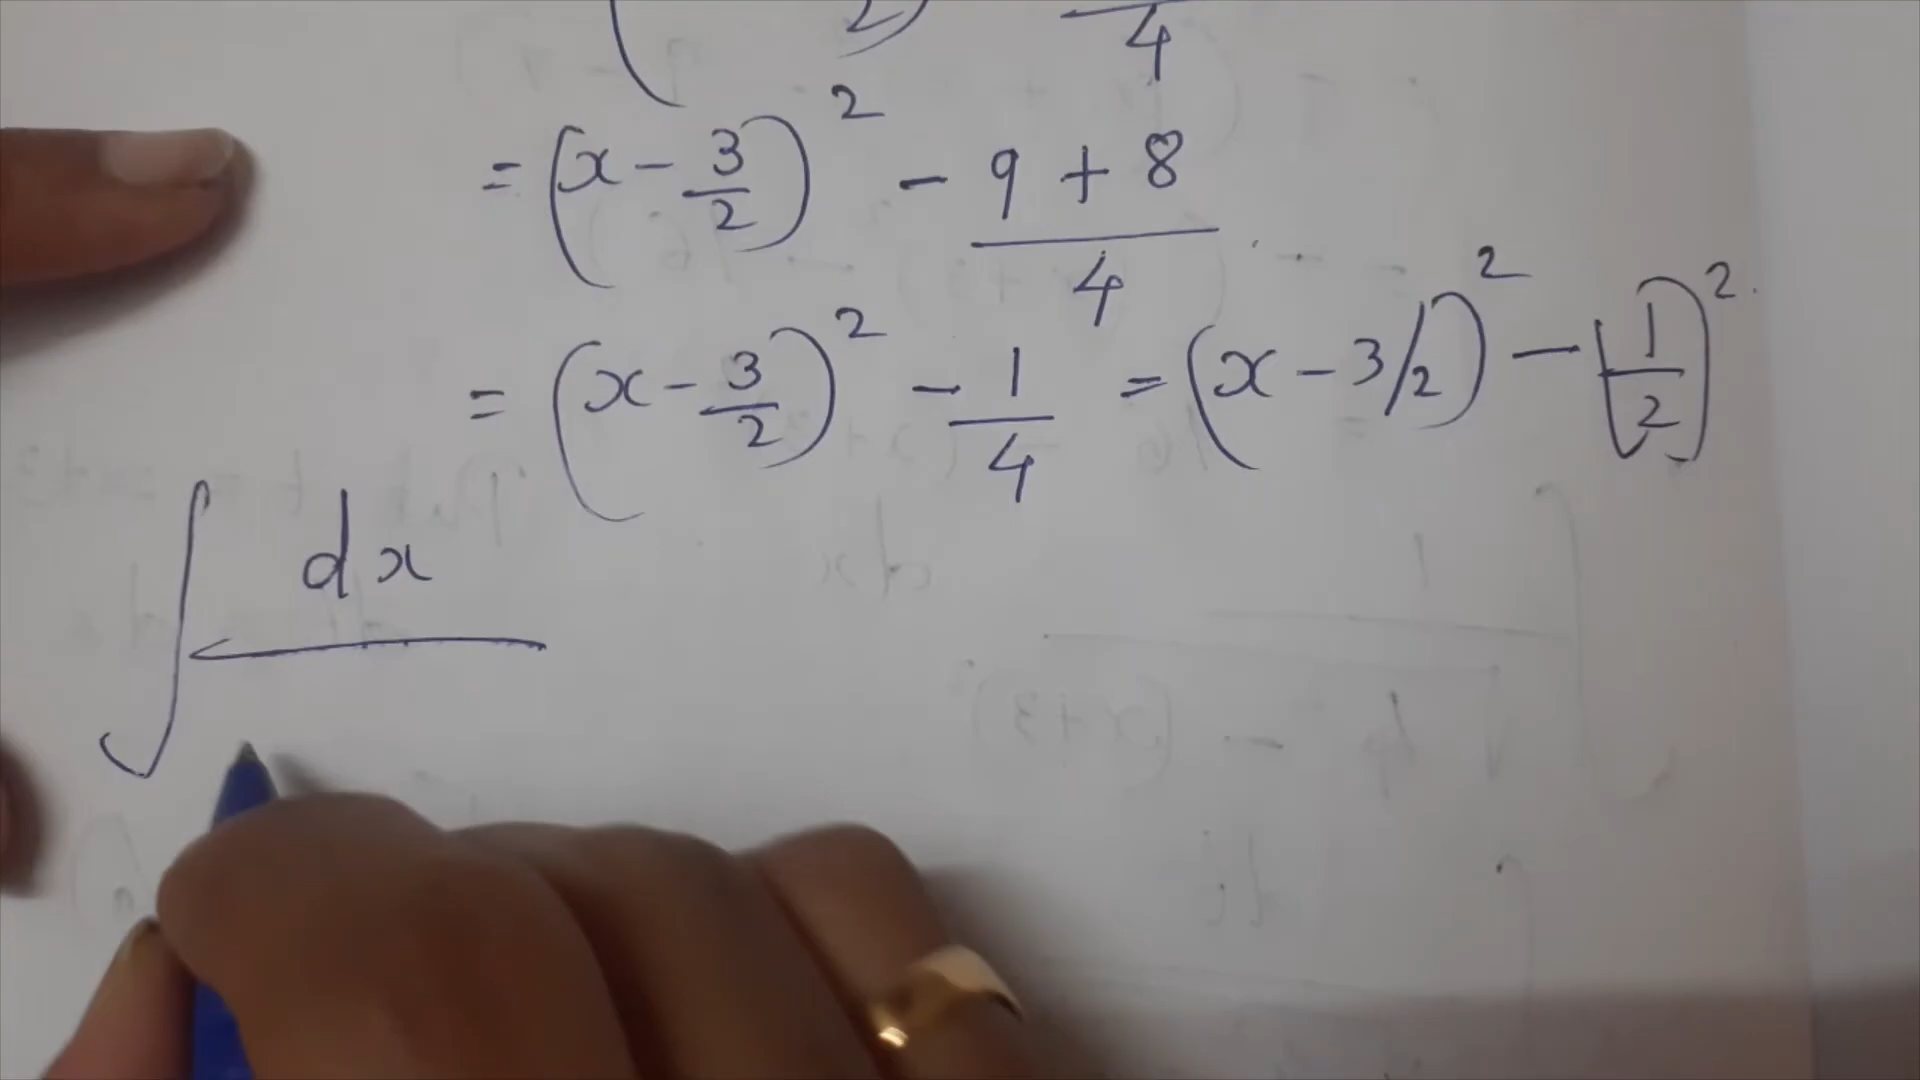 ( 2) 4
= (x - 3/2)² - 9 + 8 / 4
= (x - 3/2)² - 1/4 = (x - 3/2)² - (1/2)²
∫ dx